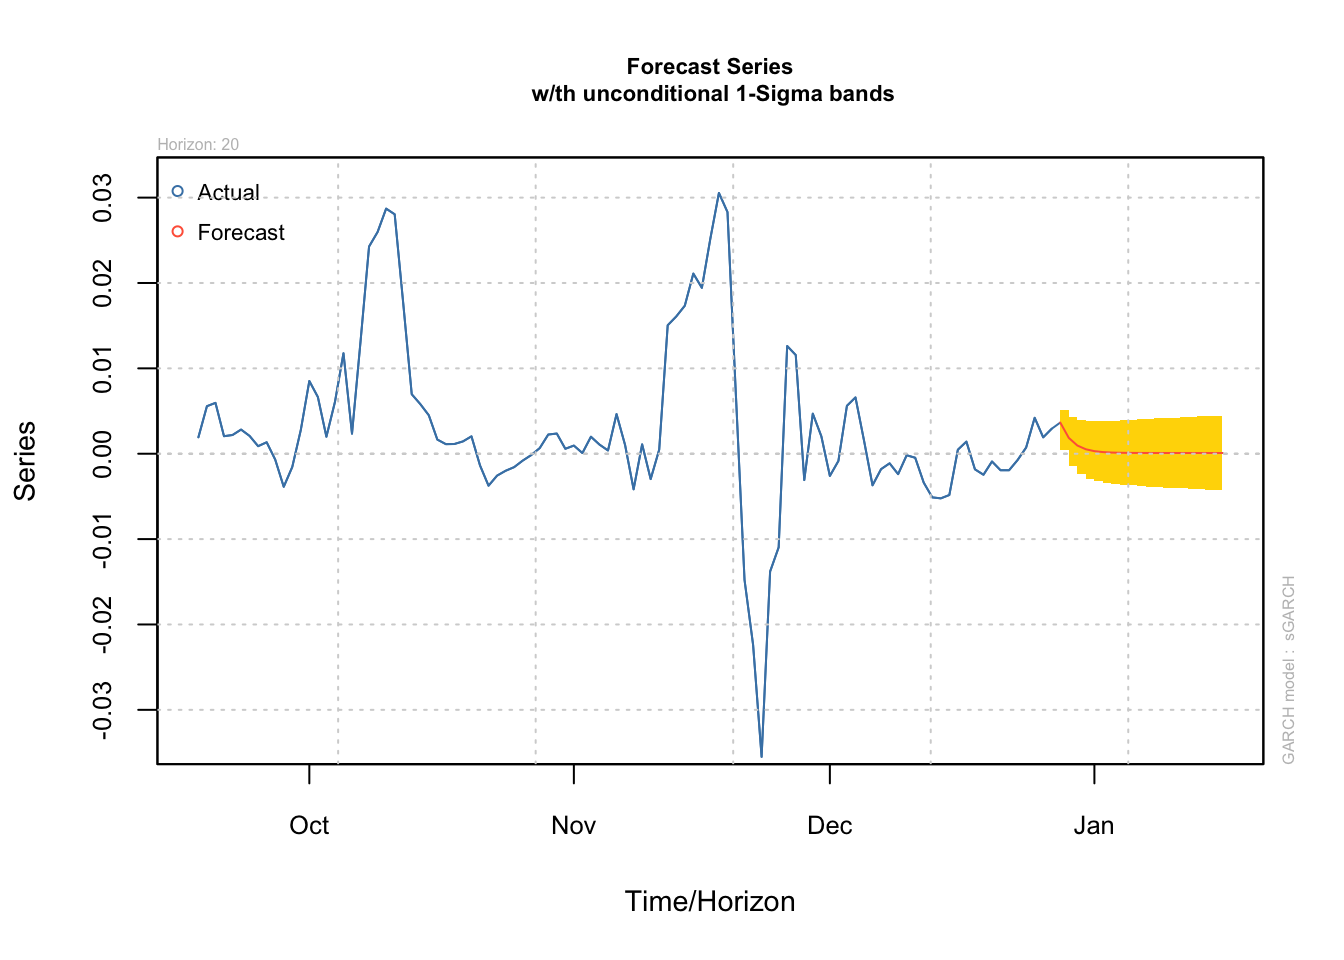 Forecast Series
w/th unconditional 1-Sigma bands
Horizon: 20
Actual
Forecast
0.03
0.02
0.01
0.00
-0.01
-0.02
-0.03
Series
Oct
Nov
Dec
Jan
Time/Horizon
GARCH model : sGARCH